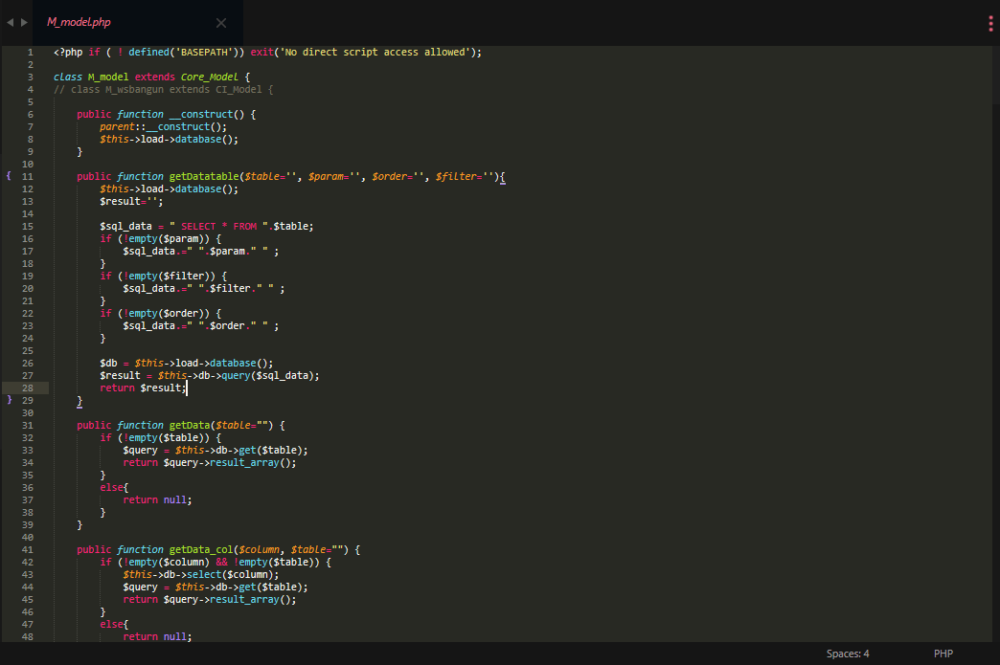 M_model.php
1 <?php if ( ! defined('BASEPATH')) exit('No direct script access allowed');
2
3 class M_model extends Core_Model {
4 // class M_wsbangun extends CI_Model {
5
6 public function __construct() {
7 parent::__construct();
8 $this->load->database();
9 }
10
{ 11 public function getDatatable($table='', $param='', $order='', $filter=''){
12 $this->load->database();
13 $result='';
14
15 $sql_data = " SELECT * FROM ".$table;
16 if (!empty($param)) {
17 $sql_data.=" ".$param." " ;
18 }
19 if (!empty($filter)) {
20 $sql_data.=" ".$filter." " ;
21 }
22 if (!empty($order)) {
23 $sql_data.=" ".$order." " ;
24 }
25
26 $db = $this->load->database();
27 $result = $this->db->query($sql_data);
28 return $result;
} 29 }
30
31 public function getData($table="") {
32 if (!empty($table)) {
33 $query = $this->db->get($table);
34 return $query->result_array();
35 }
36 else{
37 return null;
38 }
39 }
40
41 public function getData_col($column, $table="") {
42 if (!empty($column) && !empty($table)) {
43 $this->db->select($column);
44 $query = $this->db->get($table);
45 return $query->result_array();
46 }
47 else{
48 return null;
Spaces: 4 PHP